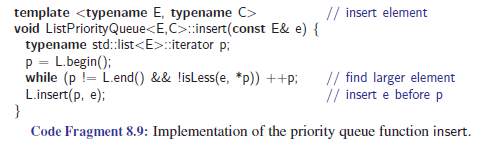 template <typename E, typename C> // insert element
void ListPriorityQueue<E,C>::insert(const E& e) {
typename std::list<E>::iterator p;
p = L.begin();
while (p != L.end() && !isLess(e, *p)) ++p; // find larger element
L.insert(p, e); // insert e before p
}
Code Fragment 8.9: Implementation of the priority queue function insert.